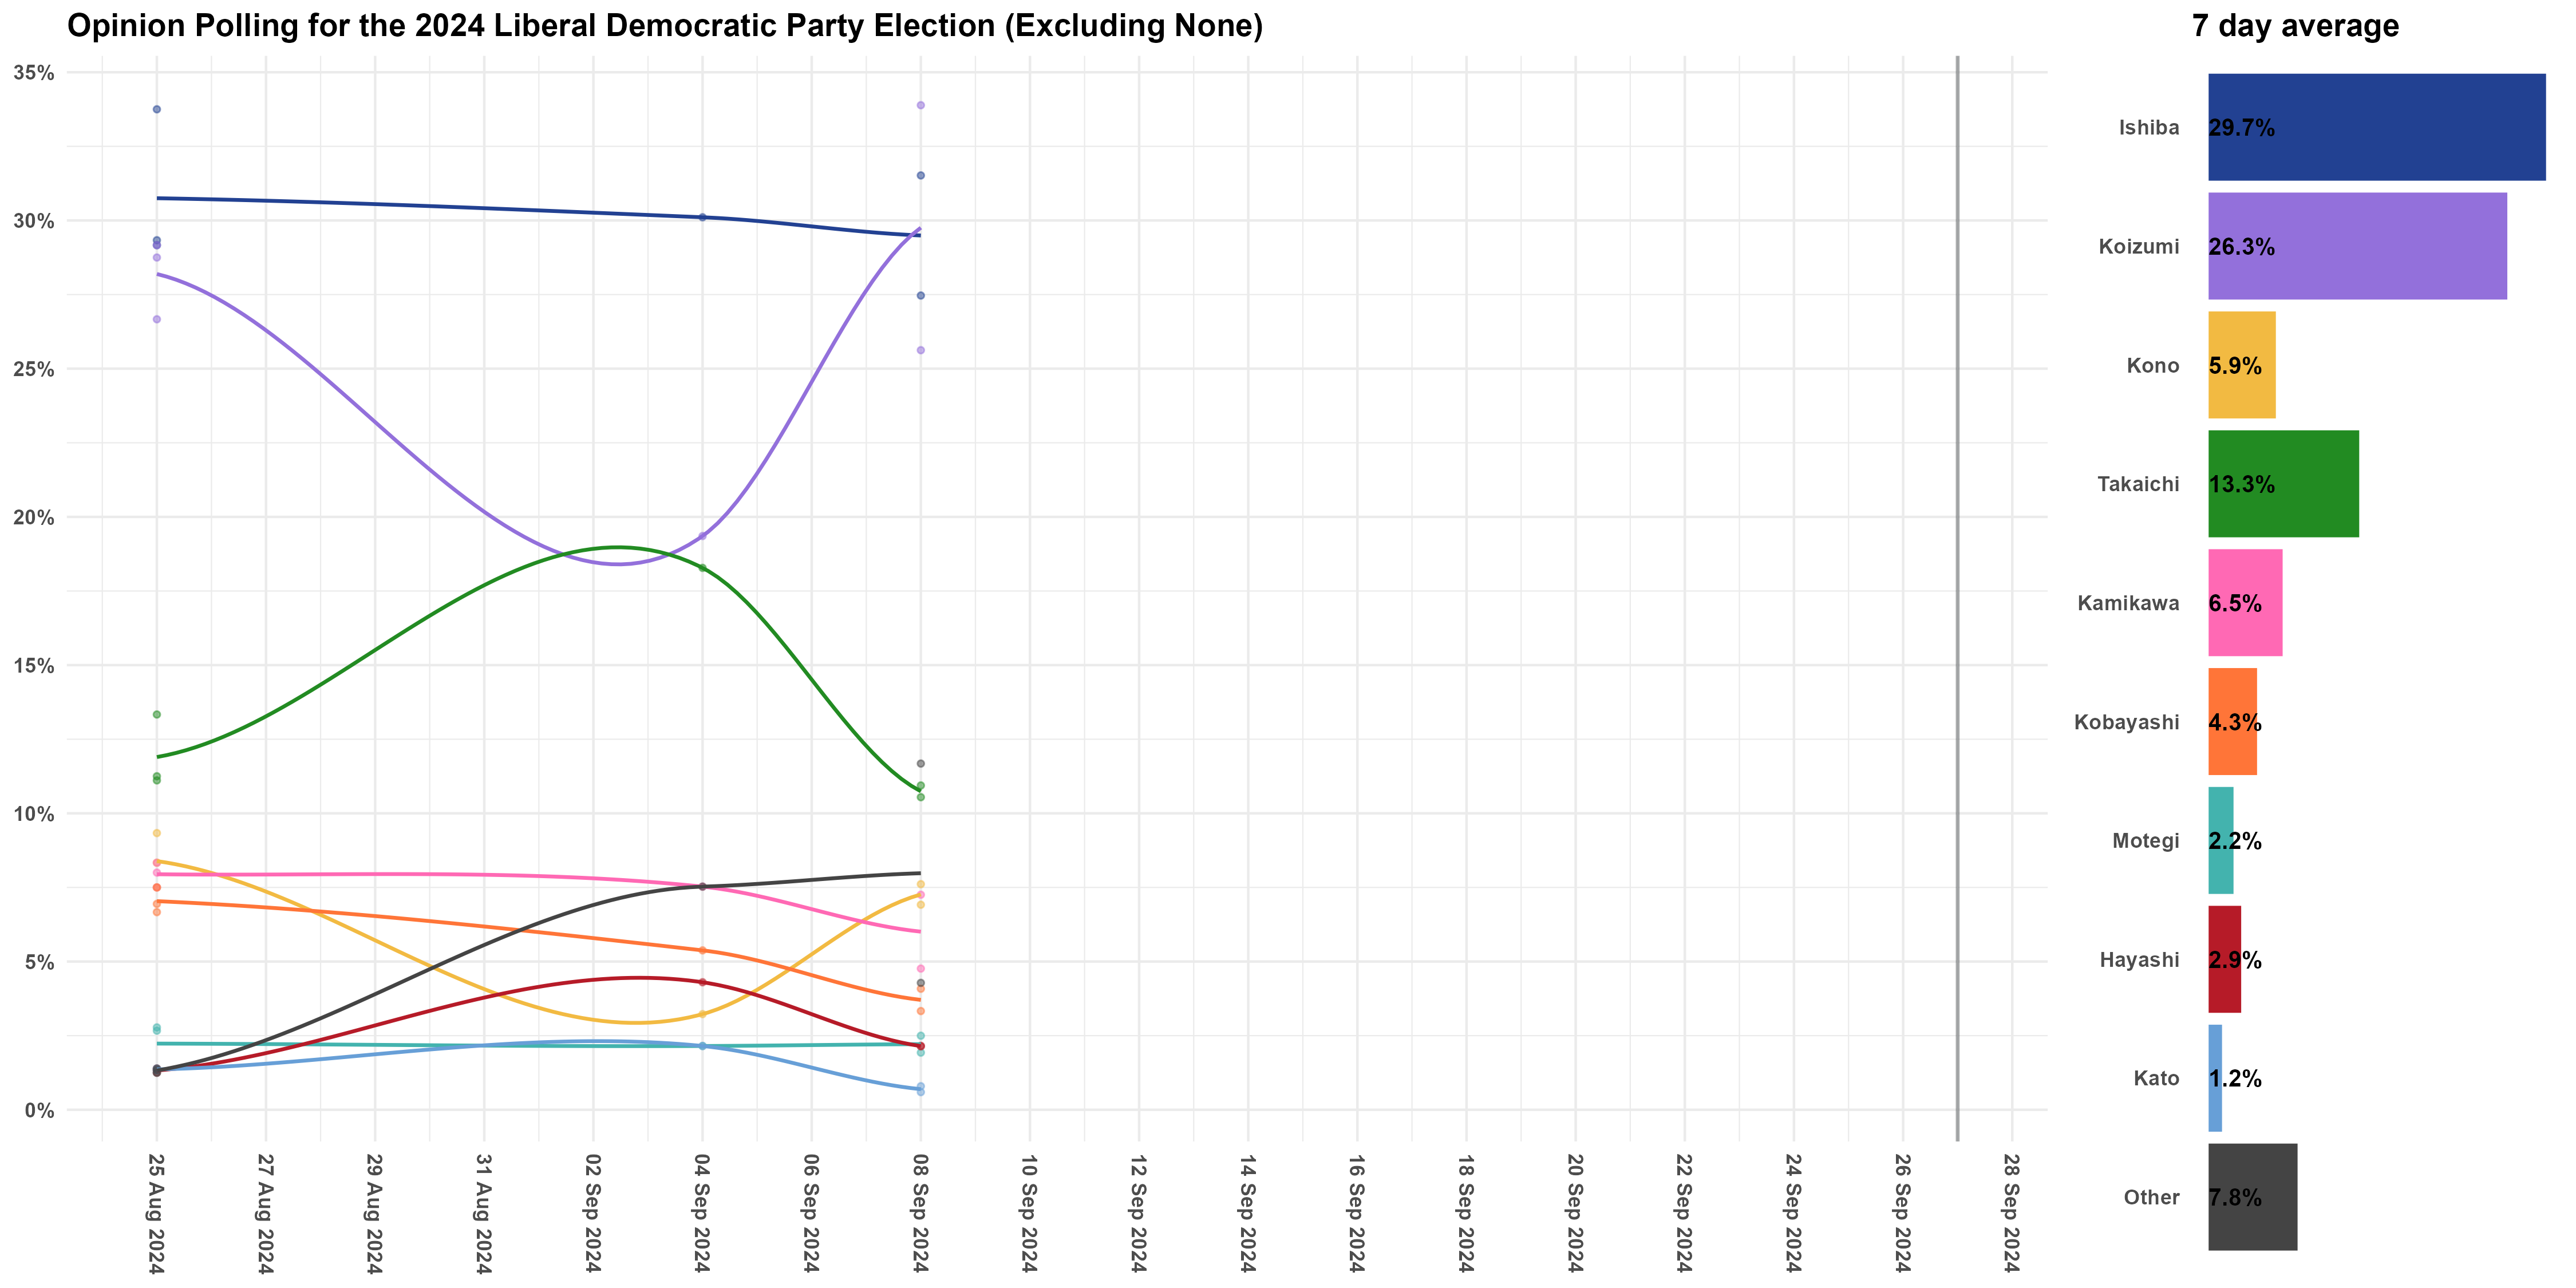 Opinion Polling for the 2024 Liberal Democratic Party Election (Excluding None)
35%
30%
25%
20%
15%
10%
5%
0%
25 Aug 2024
27 Aug 2024
29 Aug 2024
31 Aug 2024
02 Sep 2024
04 Sep 2024
06 Sep 2024
08 Sep 2024
10 Sep 2024
12 Sep 2024
14 Sep 2024
16 Sep 2024
18 Sep 2024
20 Sep 2024
22 Sep 2024
24 Sep 2024
26 Sep 2024
28 Sep 2024
7 day average
Ishiba 29.7%
Koizumi 26.3%
Kono 5.9%
Takaichi 13.3%
Kamikawa 6.5%
Kobayashi 4.3%
Motegi 2.2%
Hayashi 2.9%
Kato 1.2%
Other 7.8%